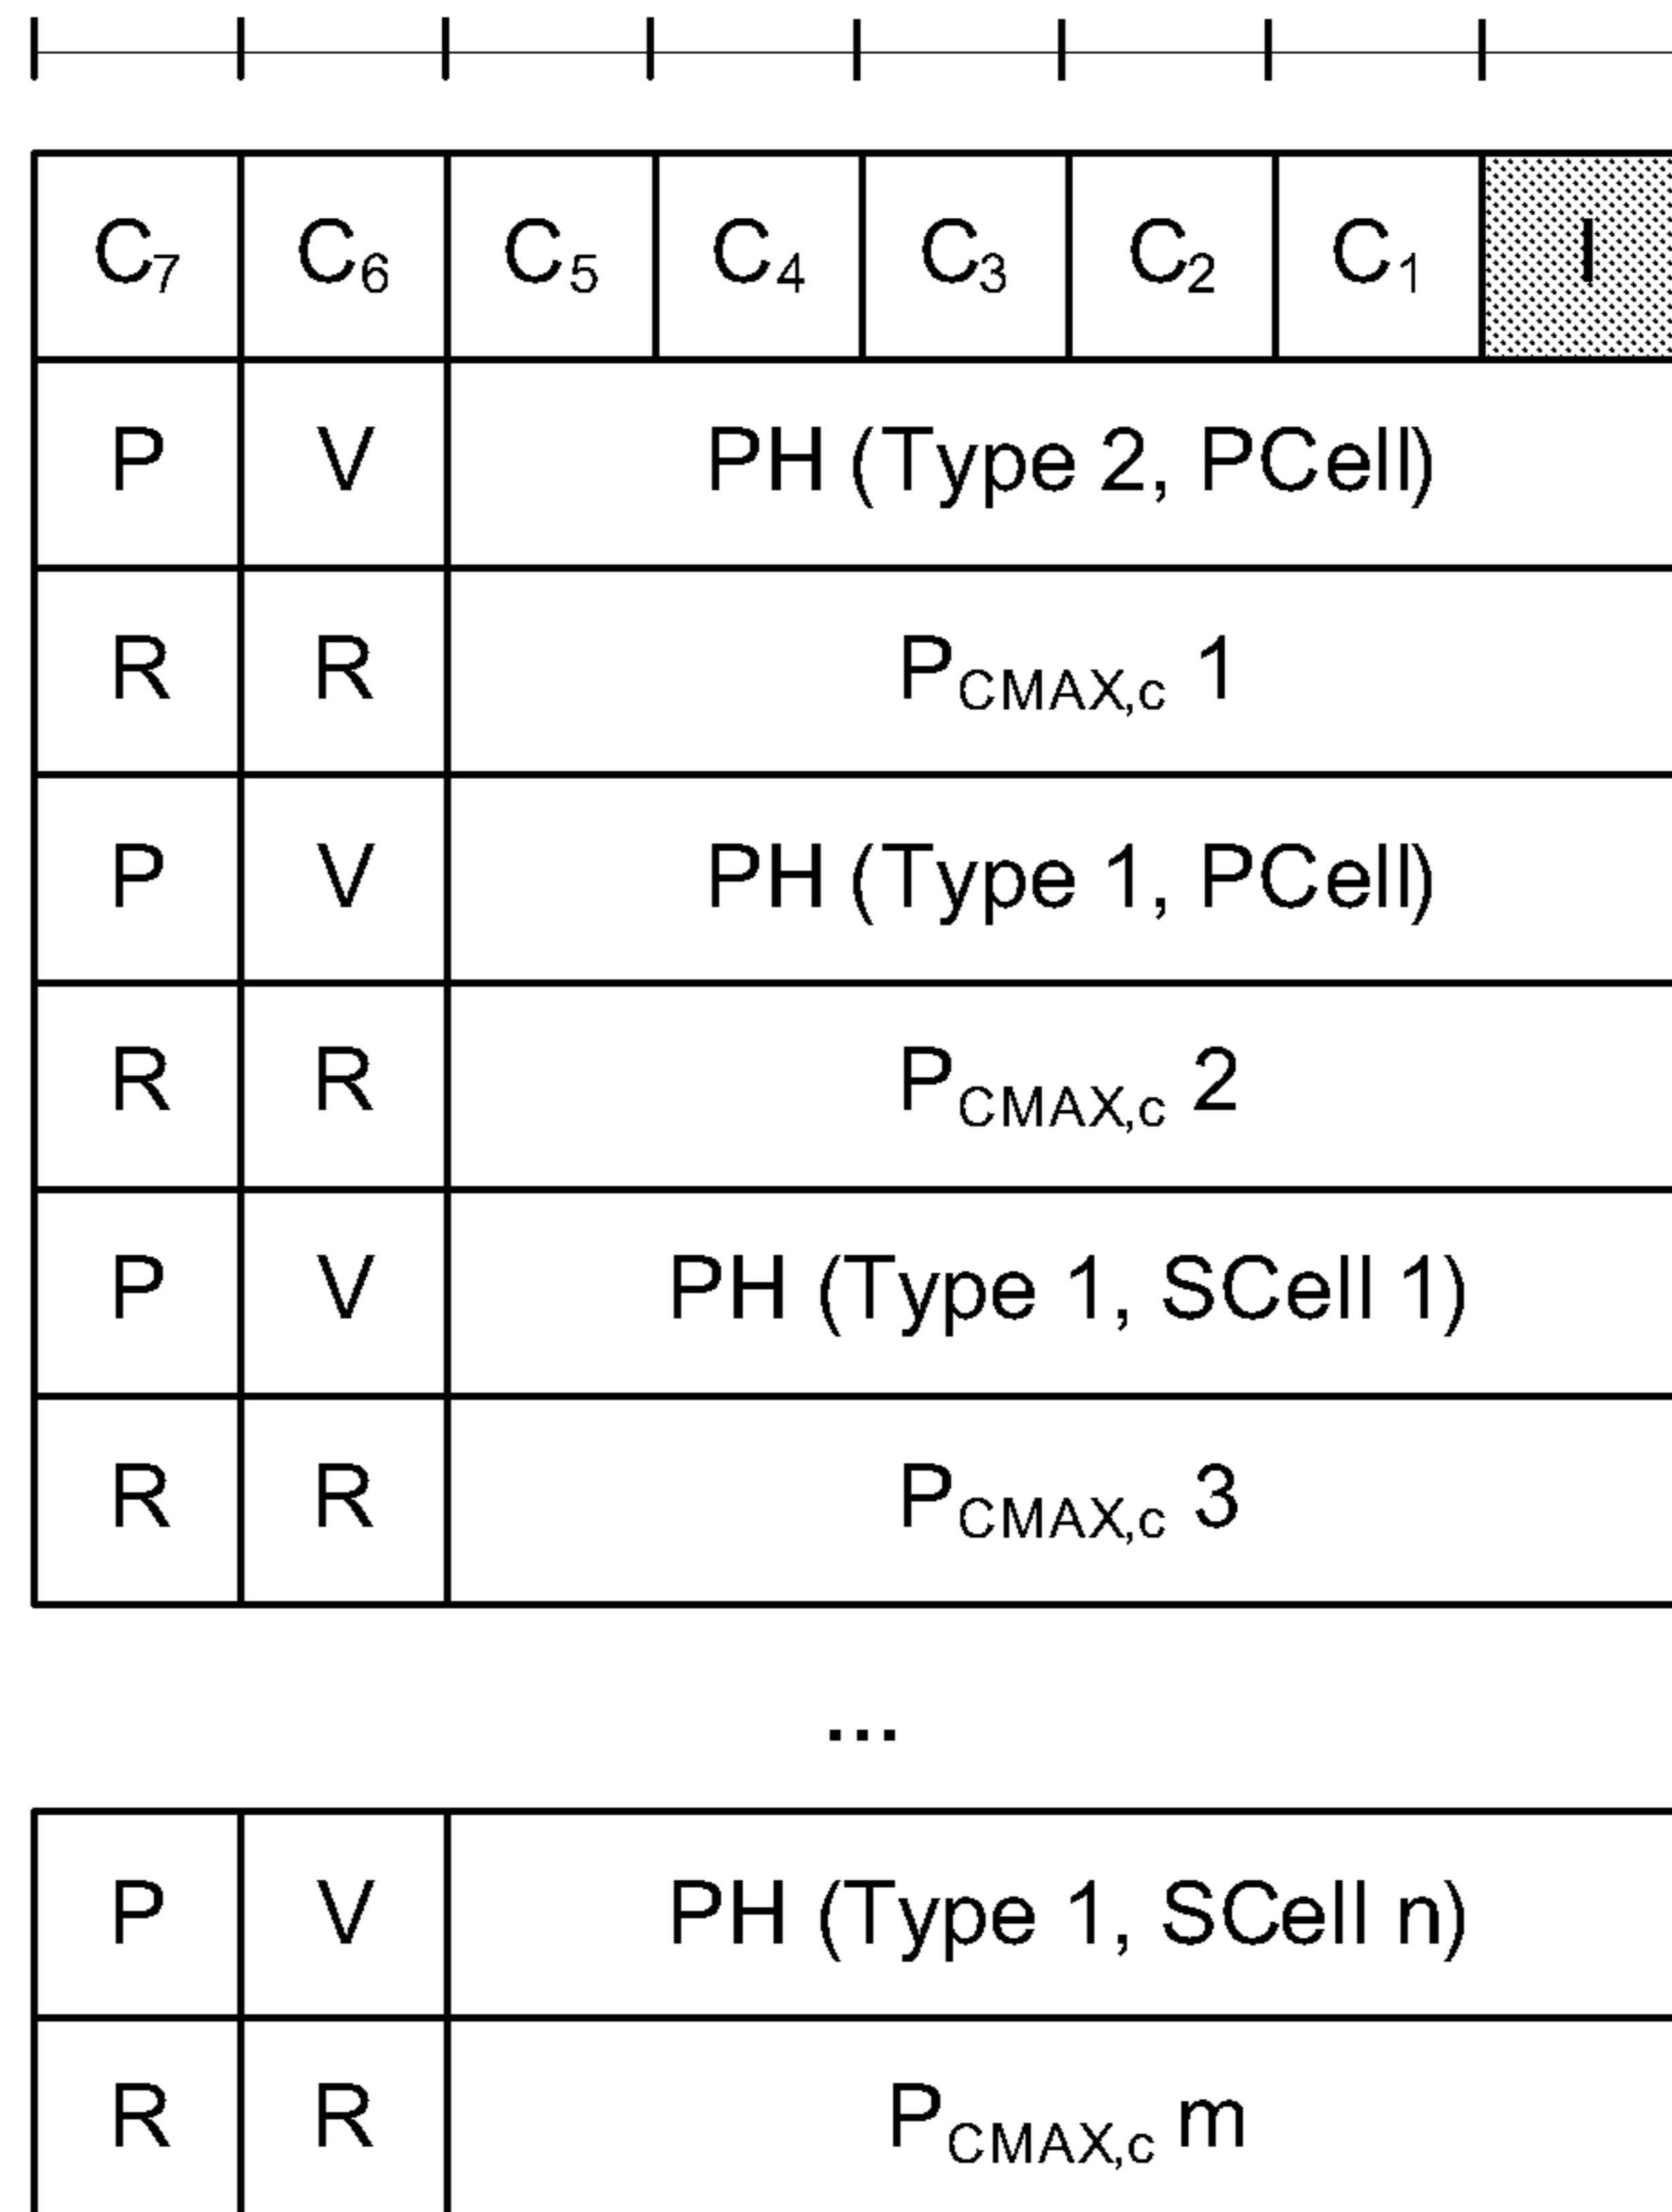 C7 C6 C5 C4 C3 C2 C1 I
P V PH (Type 2, PCell)
R R PCMAX,c 1
P V PH (Type 1, PCell)
R R PCMAX,c 2
P V PH (Type 1, SCell 1)
R R PCMAX,c 3
...
P V PH (Type 1, SCell n)
R R PCMAX,c m